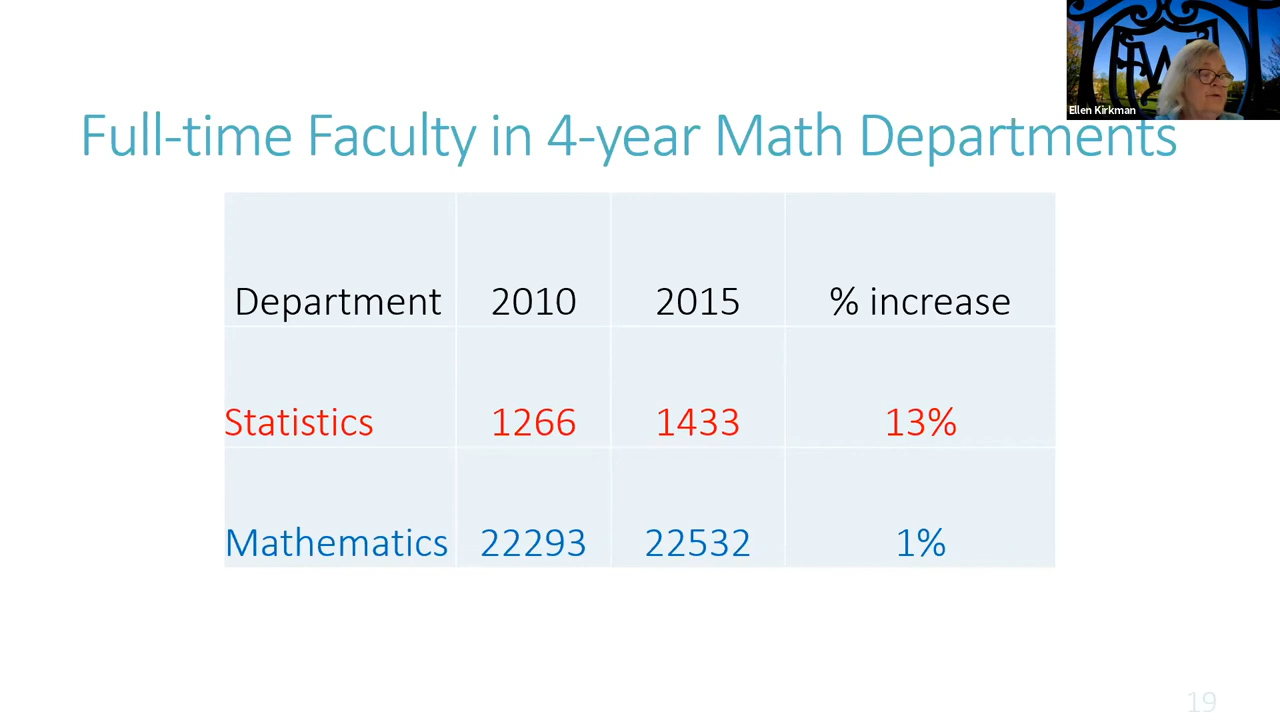 Ellen Kirkman
Full-time Faculty in 4-year Math Departments
Department 2010 2015 % increase
Statistics 1266 1433 13%
Mathematics 22293 22532 1%
19